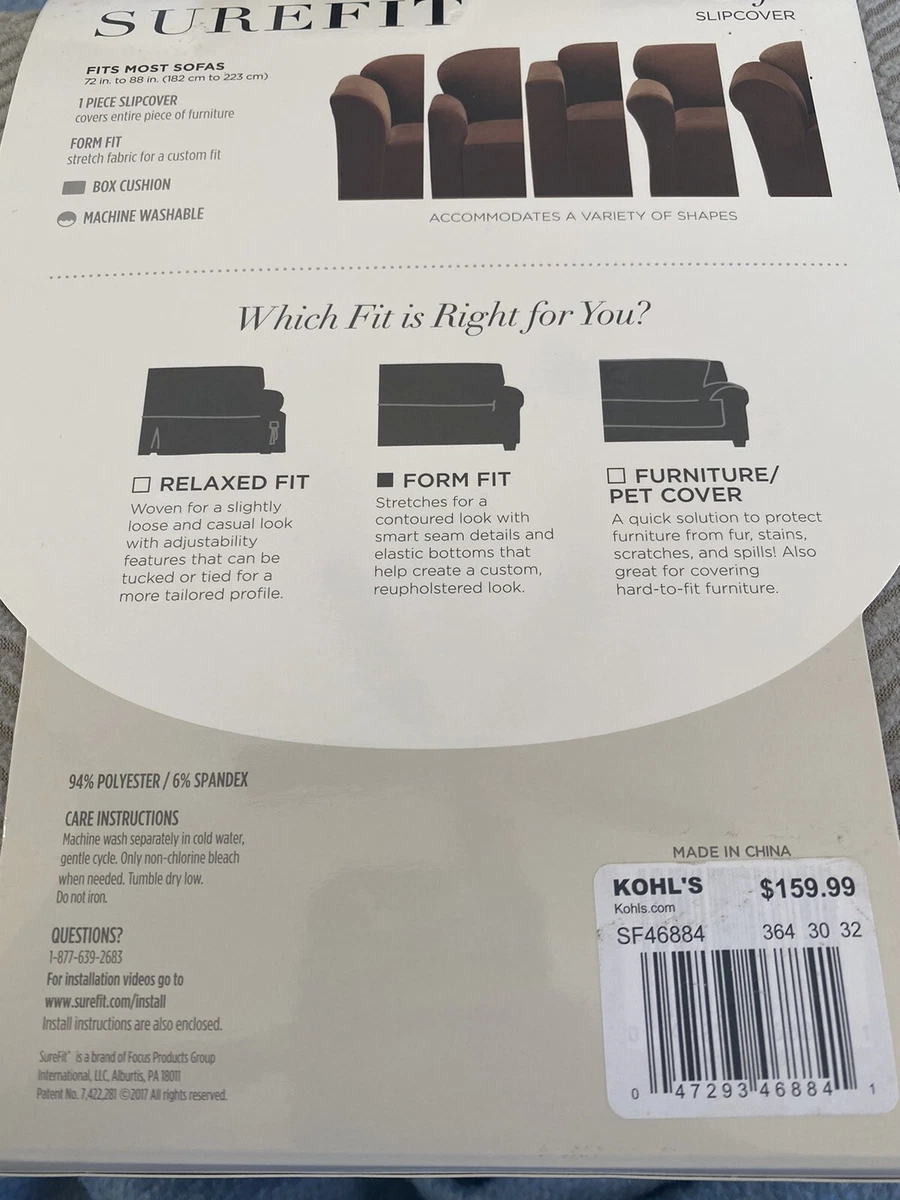 SUREFIT
SLIPCOVER
FITS MOST SOFAS
72 in. to 88 in. (182 cm to 223 cm)
1 PIECE SLIPCOVER
covers entire piece of furniture
FORM FIT
stretch fabric for a custom fit
BOX CUSHION
MACHINE WASHABLE
ACCOMMODATES A VARIETY OF SHAPES
Which Fit is Right for You?
RELAXED FIT
Woven for a slightly
loose and casual look
with adjustability
features that can be
tucked or tied for a
more tailored profile.
FORM FIT
Stretches for a
contoured look with
smart seam details and
elastic bottoms that
help create a custom,
reupholstered look.
FURNITURE/
PET COVER
A quick solution to protect
furniture from fur, stains,
scratches, and spills! Also
great for covering
hard-to-fit furniture.
94% POLYESTER / 6% SPANDEX
CARE INSTRUCTIONS
Machine wash separately in cold water,
gentle cycle. Only non-chlorine bleach
when needed. Tumble dry low.
Do not iron.
QUESTIONS?
1-877-639-2683
For installation videos go to
www.surefit.com/install
Install instructions are also enclosed.
SureFit® is a brand of Focus Products Group
International, LLC, Alburtis, PA 18011
Patent No. 7,422,281 ©2017 All rights reserved.
MADE IN CHINA
KOHL'S $159.99
Kohls.com
SF46884 364 30 32
0 47293 46884 1